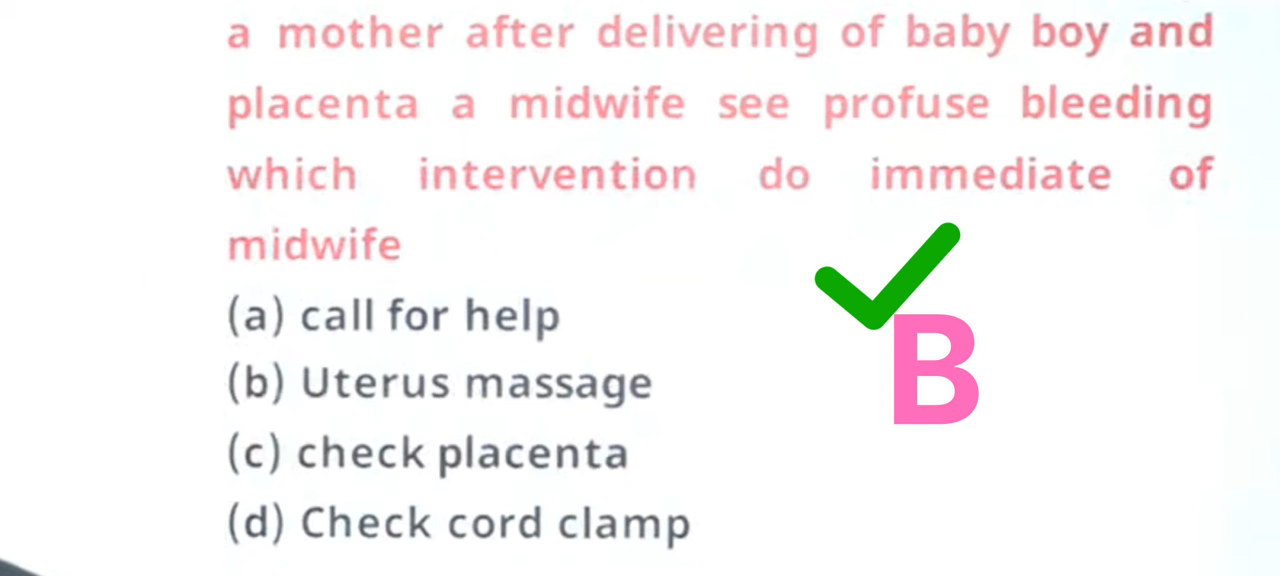 a mother after delivering of baby boy and
placenta a midwife see profuse bleeding
which intervention do immediate of
midwife
(a) call for help
(b) Uterus massage
(c) check placenta
(d) Check cord clamp
B